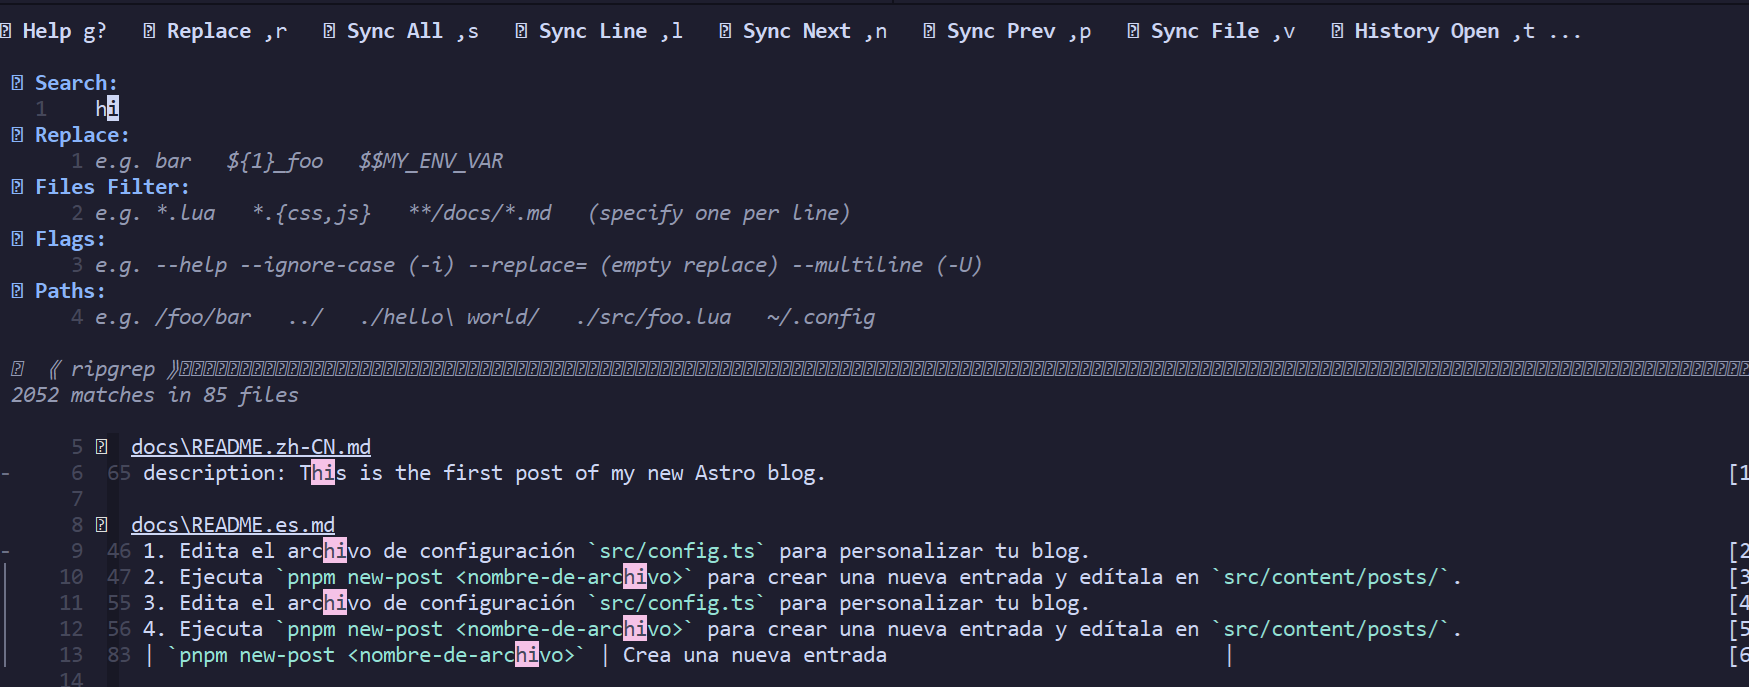 Help g? Replace ,r Sync All ,s Sync Line ,l Sync Next ,n Sync Prev ,p Sync File ,v History Open ,t ...
Search:
1 hi
Replace:
1 e.g. bar ${1}_foo $$MY_ENV_VAR
Files Filter:
2 e.g. *.lua *.{css,js} **/docs/*.md (specify one per line)
Flags:
3 e.g. --help --ignore-case (-i) --replace= (empty replace) --multiline (-U)
Paths:
4 e.g. /foo/bar ../ ./hello\ world/ ./src/foo.lua ~/.config
《 ripgrep 》
2052 matches in 85 files
5 docs\README.zh-CN.md
- 6 65 description: This is the first post of my new Astro blog. [1
7
8 docs\README.es.md
- 9 46 1. Edita el archivo de configuración `src/config.ts` para personalizar tu blog. [2
10 47 2. Ejecuta `pnpm new-post <nombre-de-archivo>` para crear una nueva entrada y edítala en `src/content/posts/`. [3
11 55 3. Edita el archivo de configuración `src/config.ts` para personalizar tu blog. [4
12 56 4. Ejecuta `pnpm new-post <nombre-de-archivo>` para crear una nueva entrada y edítala en `src/content/posts/`. [5
13 83 | `pnpm new-post <nombre-de-archivo>` | Crea una nueva entrada | [6
14